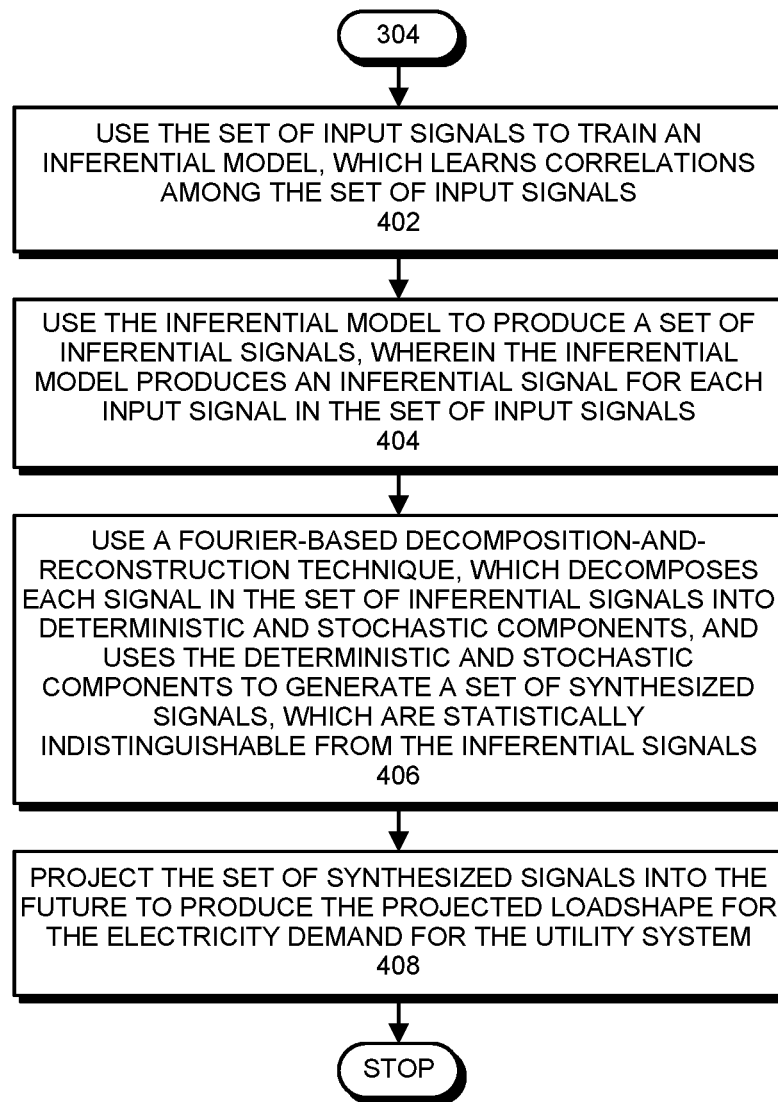 304
USE THE SET OF INPUT SIGNALS TO TRAIN AN
INFERENTIAL MODEL, WHICH LEARNS CORRELATIONS
AMONG THE SET OF INPUT SIGNALS
402
USE THE INFERENTIAL MODEL TO PRODUCE A SET OF
INFERENTIAL SIGNALS, WHEREIN THE INFERENTIAL
MODEL PRODUCES AN INFERENTIAL SIGNAL FOR EACH
INPUT SIGNAL IN THE SET OF INPUT SIGNALS
404
USE A FOURIER-BASED DECOMPOSITION-AND-
RECONSTRUCTION TECHNIQUE, WHICH DECOMPOSES
EACH SIGNAL IN THE SET OF INFERENTIAL SIGNALS INTO
DETERMINISTIC AND STOCHASTIC COMPONENTS, AND
USES THE DETERMINISTIC AND STOCHASTIC
COMPONENTS TO GENERATE A SET OF SYNTHESIZED
SIGNALS, WHICH ARE STATISTICALLY
INDISTINGUISHABLE FROM THE INFERENTIAL SIGNALS
406
PROJECT THE SET OF SYNTHESIZED SIGNALS INTO THE
FUTURE TO PRODUCE THE PROJECTED LOADSHAPE FOR
THE ELECTRICITY DEMAND FOR THE UTILITY SYSTEM
408
STOP